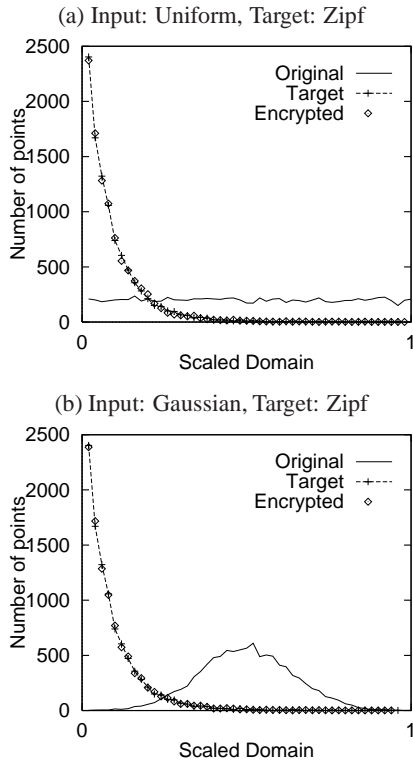 (a) Input: Uniform, Target: Zipf
2500
2000
1500
1000
500
0
Number of points
Original
Target
Encrypted
0
1
Scaled Domain
(b) Input: Gaussian, Target: Zipf
2500
2000
1500
1000
500
0
Number of points
Original
Target
Encrypted
0
1
Scaled Domain